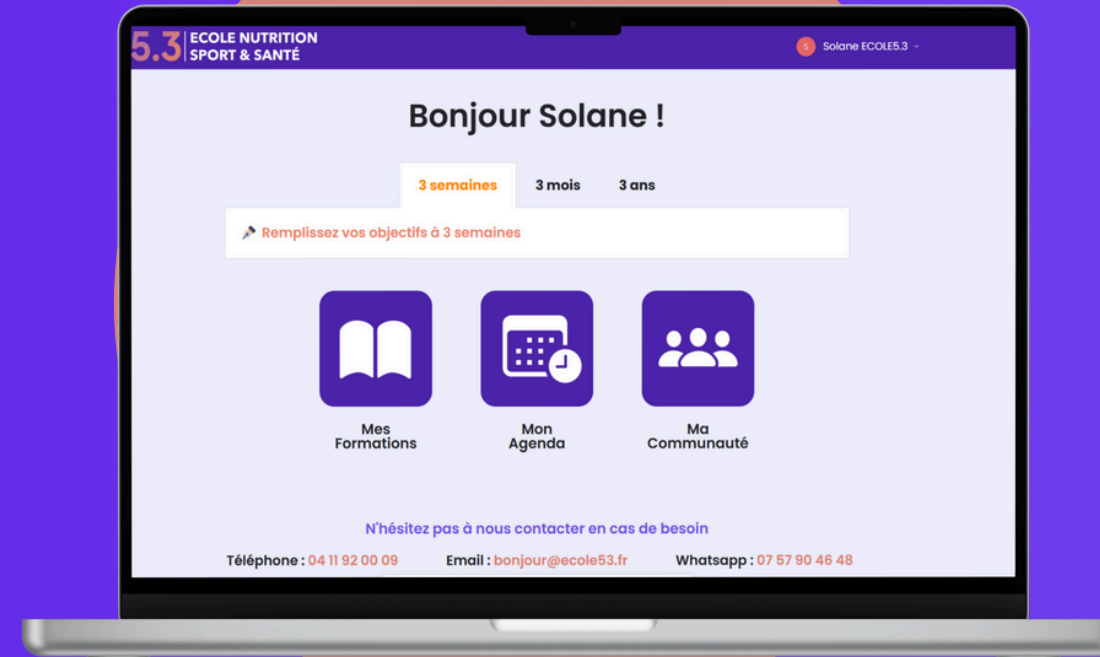 5.3 ECOLE NUTRITION
SPORT & SANTÉ
S Solane ECOLE5.3
Bonjour Solane !
3 semaines 3 mois 3 ans
Remplissez vos objectifs à 3 semaines
Mes
Formations
Mon
Agenda
Ma
Communauté
N'hésitez pas à nous contacter en cas de besoin
Téléphone : 04 11 92 00 09 Email : bonjour@ecole53.fr Whatsapp : 07 57 90 46 48